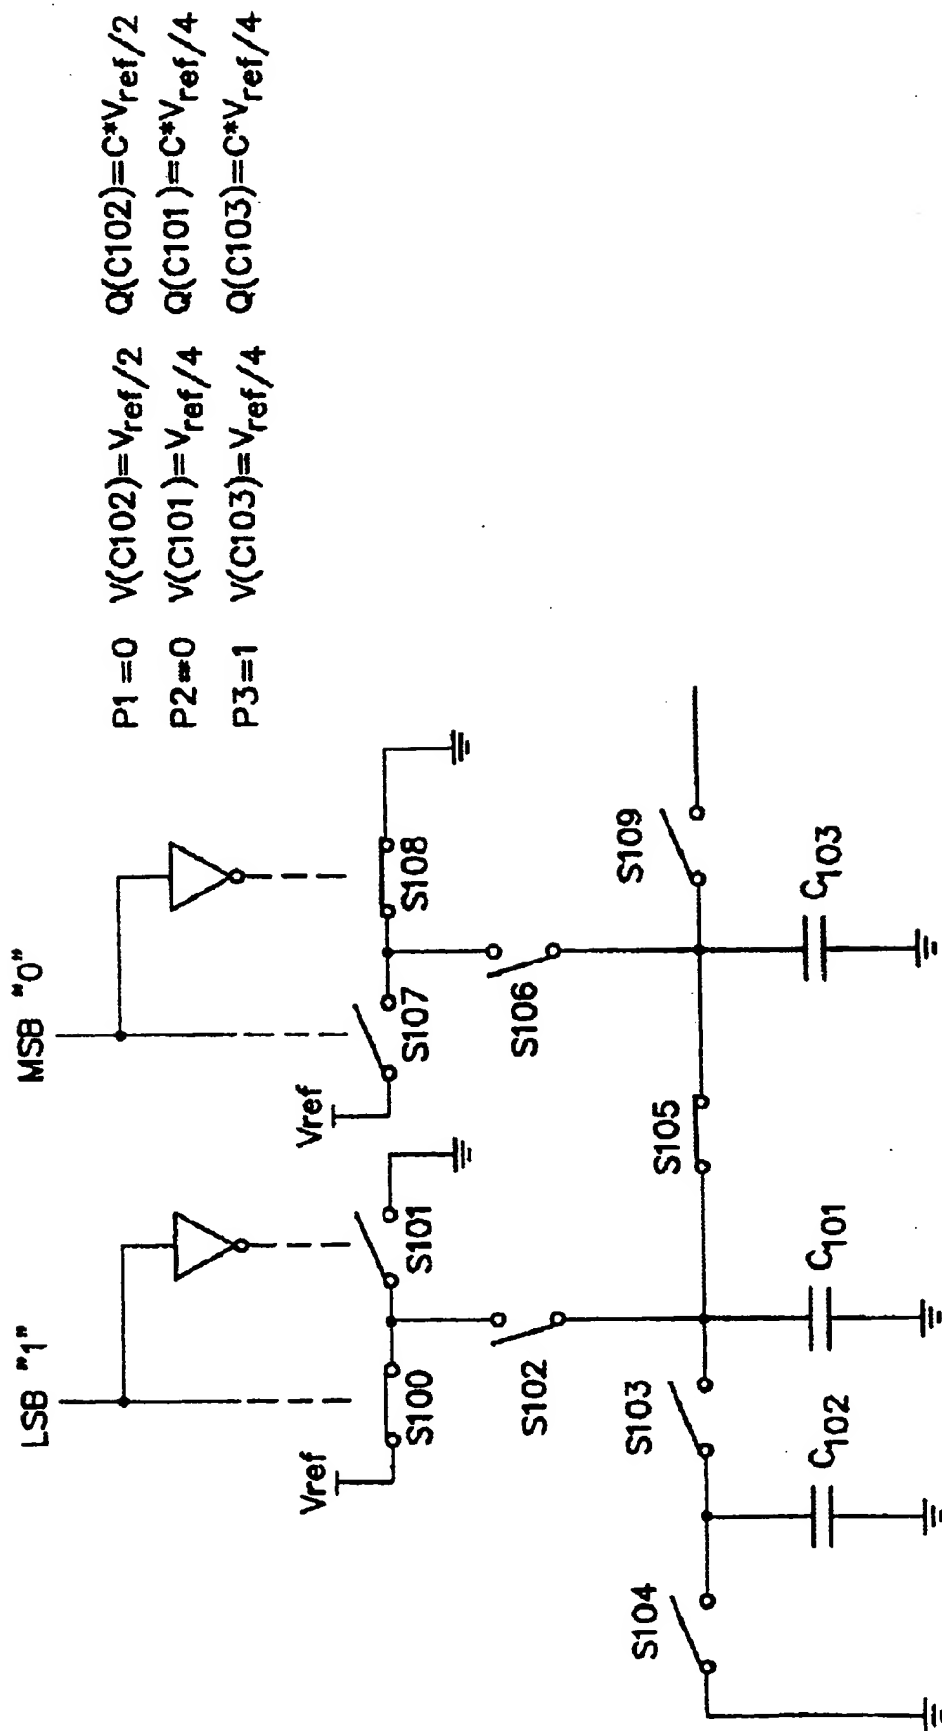 P1=0 V(C102)=Vref/2 Q(C102)=C*Vref/2
P2=0 V(C101)=Vref/4 Q(C101)=C*Vref/4
P3=1 V(C103)=Vref/4 Q(C103)=C*Vref/4
LSB "1"
MSB "0"
Vref
S100
S101
Vref
S107
S108
S102
S106
S104
S103
S105
S109
C102
C101
C103